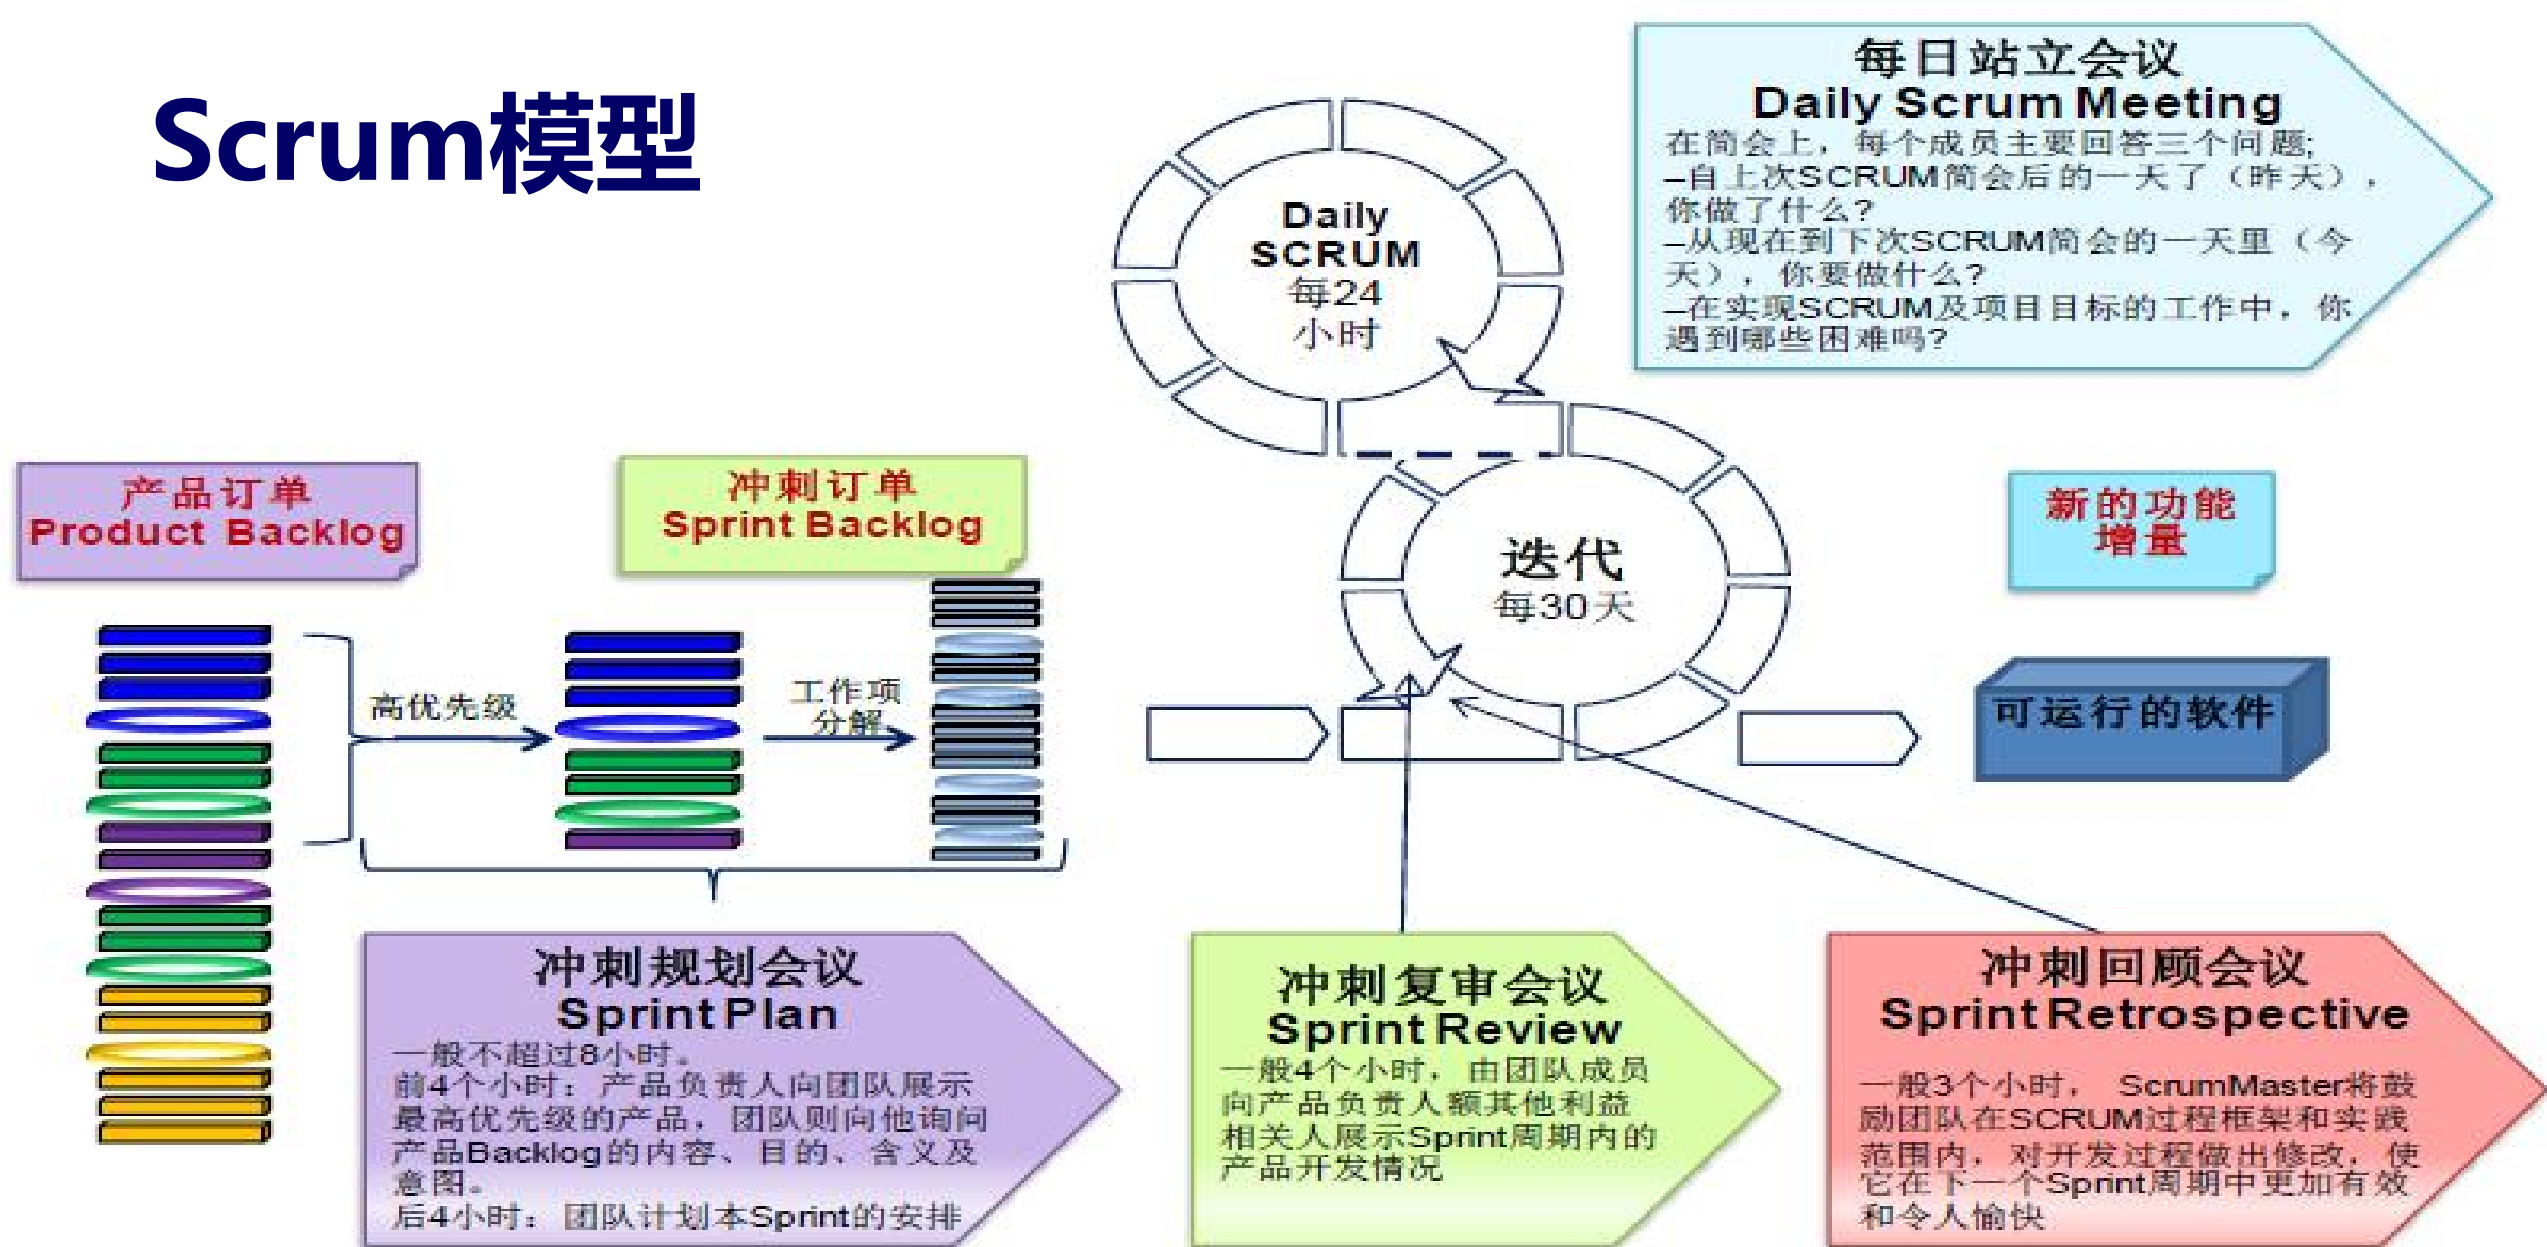 Scrum模型
每日站立会议
Daily Scrum Meeting
在简会上，每个成员主要回答三个问题;
–自上次SCRUM简会后的一天了（昨天），
你做了什么?
–从现在到下次SCRUM简会的一天里（今
天），你要做什么?
–在实现SCRUM及项目目标的工作中，你
遇到哪些困难吗?
Daily
SCRUM
每24
小时
产品订单
Product Backlog
冲刺订单
Sprint Backlog
迭代
每30天
新的功能
增量
高优先级
工作项
分解
可运行的软件
冲刺规划会议
Sprint Plan
一般不超过8小时。
前4个小时：产品负责人向团队展示
最高优先级的产品，团队则向他询问
产品Backlog的内容、目的、含义及
意图。
后4小时：团队计划本Sprint的安排
冲刺复审会议
Sprint Review
一般4个小时，由团队成员
向产品负责人额其他利益
相关人展示Sprint周期内的
产品开发情况
冲刺回顾会议
Sprint Retrospective
一般3个小时， ScrumMaster将鼓
励团队在SCRUM过程框架和实践
范围内，对开发过程做出修改，使
它在下一个Sprint周期中更加有效
和令人愉快